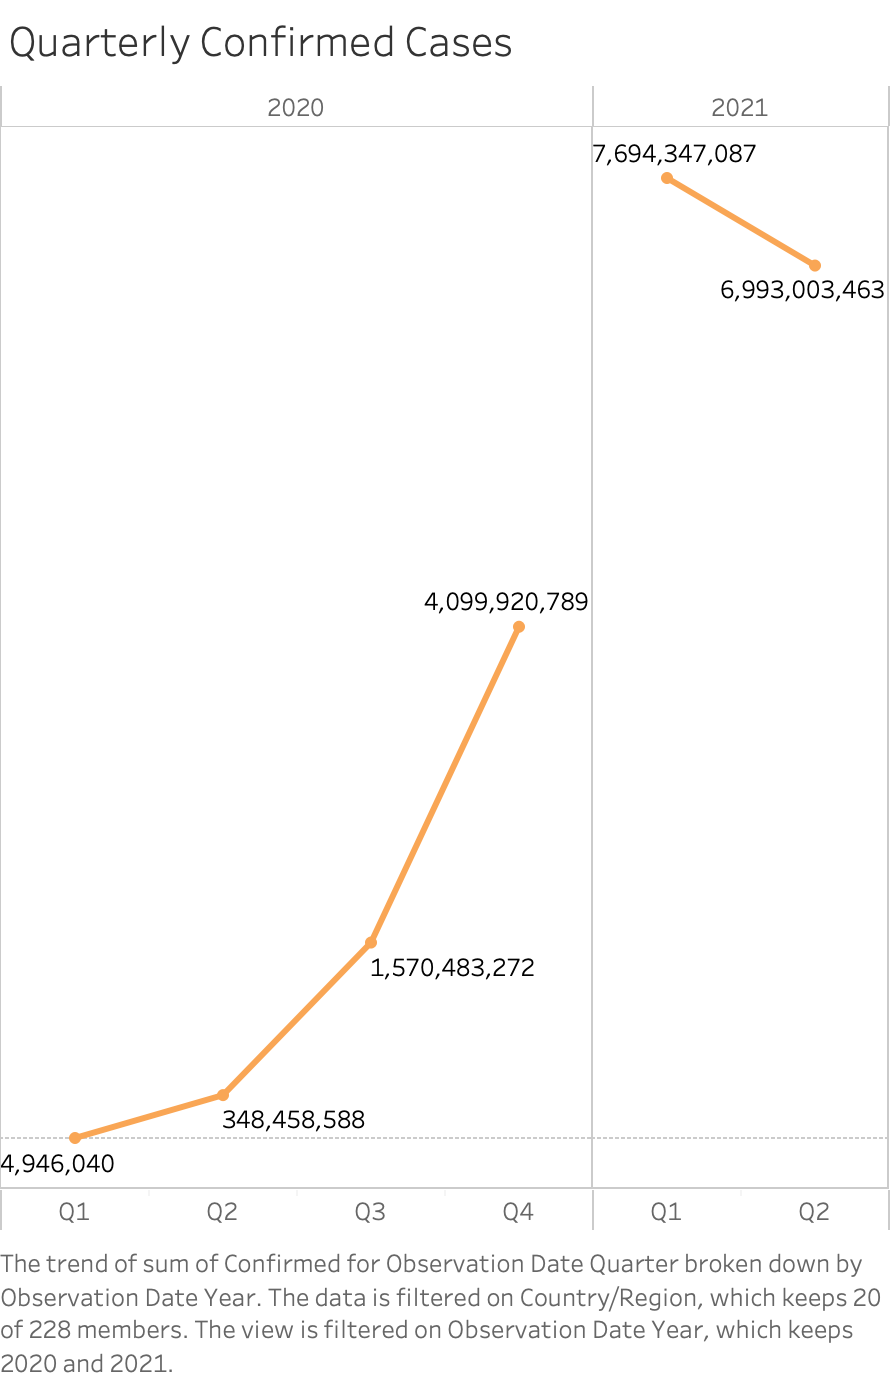 Quarterly Confirmed Cases
2020 2021
7,694,347,087
6,993,003,463
4,099,920,789
1,570,483,272
348,458,588
4,946,040
Q1 Q2 Q3 Q4 Q1 Q2
The trend of sum of Confirmed for Observation Date Quarter broken down by
Observation Date Year. The data is filtered on Country/Region, which keeps 20
of 228 members. The view is filtered on Observation Date Year, which keeps
2020 and 2021.